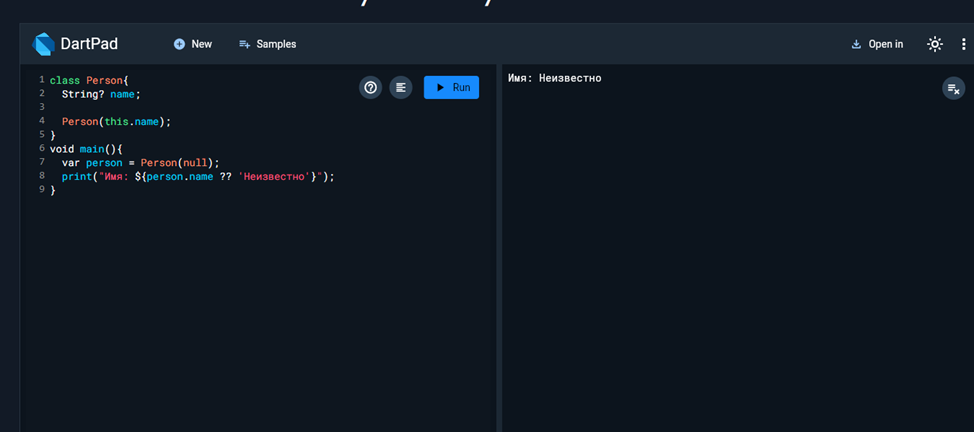 DartPad
New
Samples
Open in
1 class Person{
2   String? name;
3
4   Person(this.name);
5 }
6 void main(){
7   var person = Person(null);
8   print("Имя: ${person.name ?? 'Неизвестно'}");
9 }
Run
Имя: Неизвестно